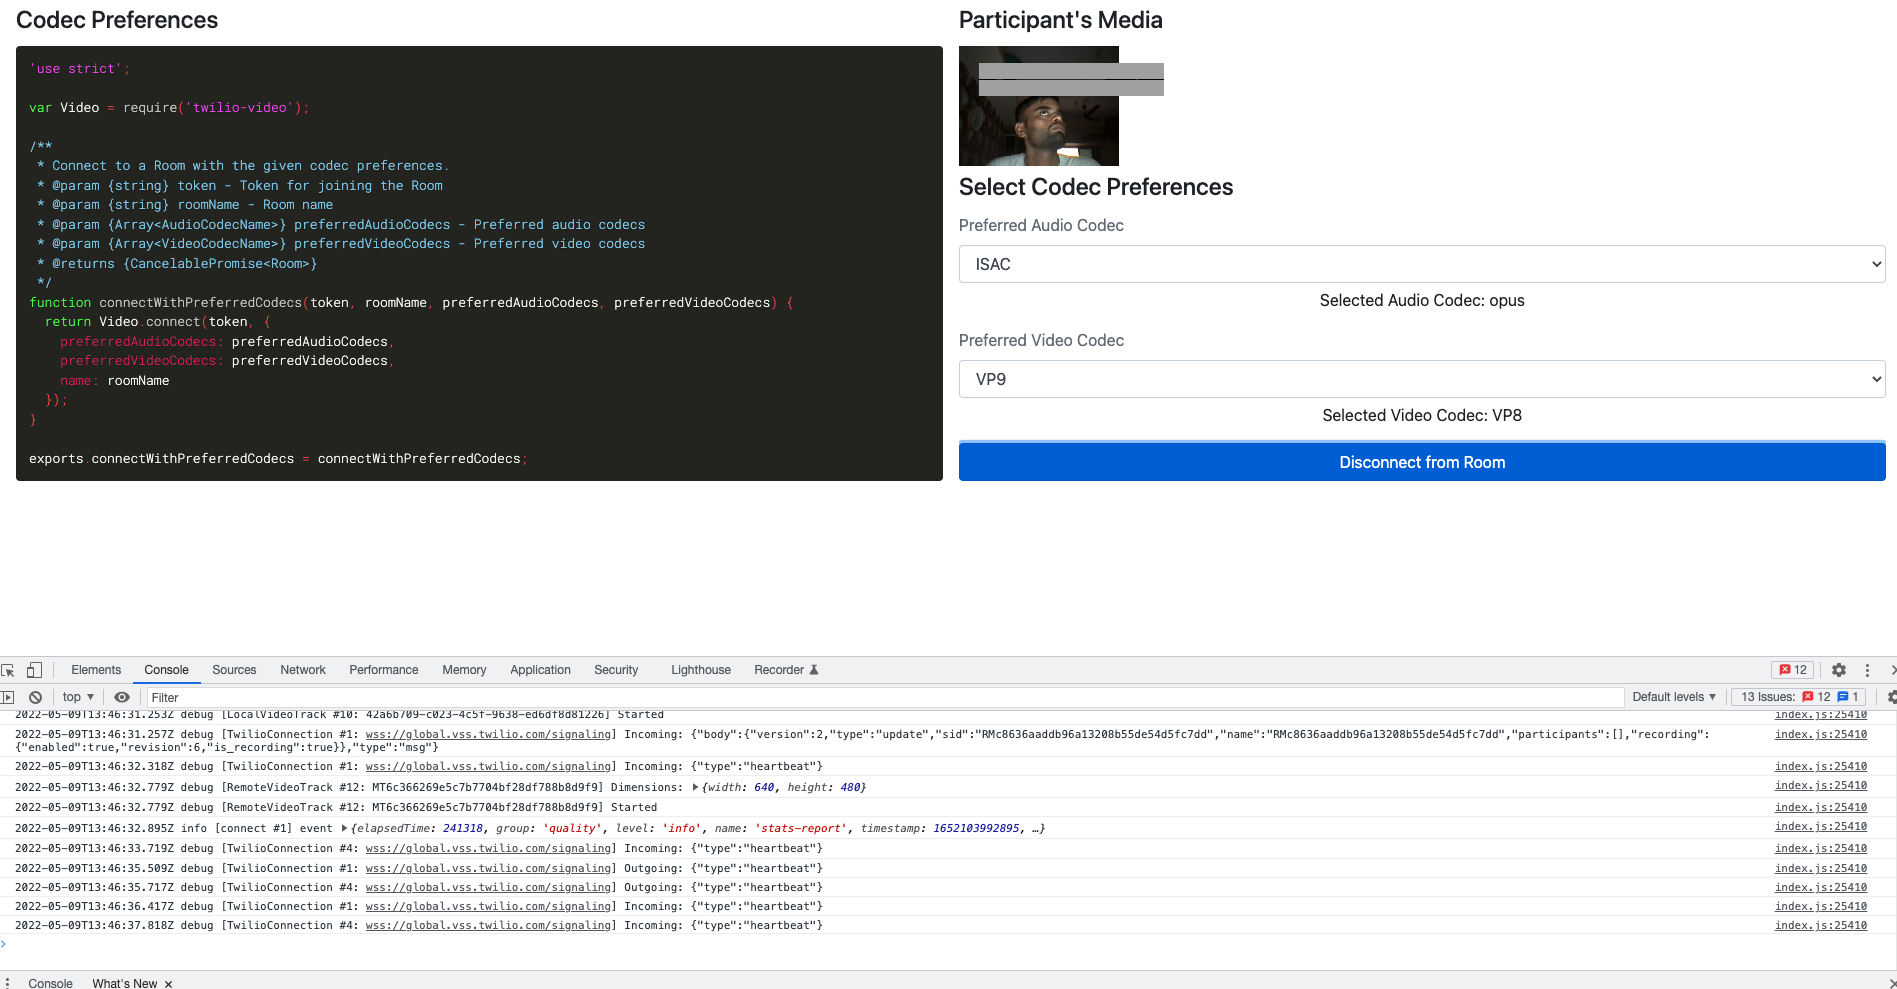 Codec Preferences
'use strict';
var Video = require('twilio-video');
/**
* Connect to a Room with the given codec preferences.
* @param {string} token - Token for joining the Room
* @param {string} roomName - Room name
* @param {Array<AudioCodecName>} preferredAudioCodecs - Preferred audio codecs
* @param {Array<VideoCodecName>} preferredVideoCodecs - Preferred video codecs
* @returns {CancelablePromise<Room>}
*/
function connectWithPreferredCodecs(token, roomName, preferredAudioCodecs, preferredVideoCodecs) {
return Video.connect(token, {
preferredAudioCodecs: preferredAudioCodecs,
preferredVideoCodecs: preferredVideoCodecs,
name: roomName
});
}
exports.connectWithPreferredCodecs = connectWithPreferredCodecs;
Participant's Media
Select Codec Preferences
Preferred Audio Codec
ISAC
Selected Audio Codec: opus
Preferred Video Codec
VP9
Selected Video Codec: VP8
Disconnect from Room
Elements Console Sources Network Performance Memory Application Security Lighthouse Recorder 12
top Filter Default levels 13 Issues: 12 1
2022-05-09T13:46:31.253Z debug [LocalVideoTrack #10: 42a6b709-c023-4c5f-9638-ed6df8d81226] Started index.js:25410
2022-05-09T13:46:31.257Z debug [TwilioConnection #1: wss://global.vss.twilio.com/signaling] Incoming: {"body":{"version":2,"type":"update","sid":"RMc8636aaddb96a13208b55de54d5fc7dd","name":"RMc8636aaddb96a13208b55de54d5fc7dd","participants":[],"recording": index.js:25410
{"enabled":true,"revision":6,"is_recording":true}},"type":"msg"}
2022-05-09T13:46:32.318Z debug [TwilioConnection #1: wss://global.vss.twilio.com/signaling] Incoming: {"type":"heartbeat"} index.js:25410
2022-05-09T13:46:32.779Z debug [RemoteVideoTrack #12: MT6c366269e5c7b7704bf28df788b8d9f9] Dimensions: {width: 640, height: 480} index.js:25410
2022-05-09T13:46:32.779Z debug [RemoteVideoTrack #12: MT6c366269e5c7b7704bf28df788b8d9f9] Started index.js:25410
2022-05-09T13:46:32.895Z info [connect #1] event {elapsedTime: 241318, group: 'quality', level: 'info', name: 'stats-report', timestamp: 1652103992895, …} index.js:25410
2022-05-09T13:46:33.719Z debug [TwilioConnection #4: wss://global.vss.twilio.com/signaling] Incoming: {"type":"heartbeat"} index.js:25410
2022-05-09T13:46:35.509Z debug [TwilioConnection #1: wss://global.vss.twilio.com/signaling] Outgoing: {"type":"heartbeat"} index.js:25410
2022-05-09T13:46:35.717Z debug [TwilioConnection #4: wss://global.vss.twilio.com/signaling] Outgoing: {"type":"heartbeat"} index.js:25410
2022-05-09T13:46:36.417Z debug [TwilioConnection #1: wss://global.vss.twilio.com/signaling] Incoming: {"type":"heartbeat"} index.js:25410
2022-05-09T13:46:37.818Z debug [TwilioConnection #4: wss://global.vss.twilio.com/signaling] Incoming: {"type":"heartbeat"} index.js:25410
Console What's New